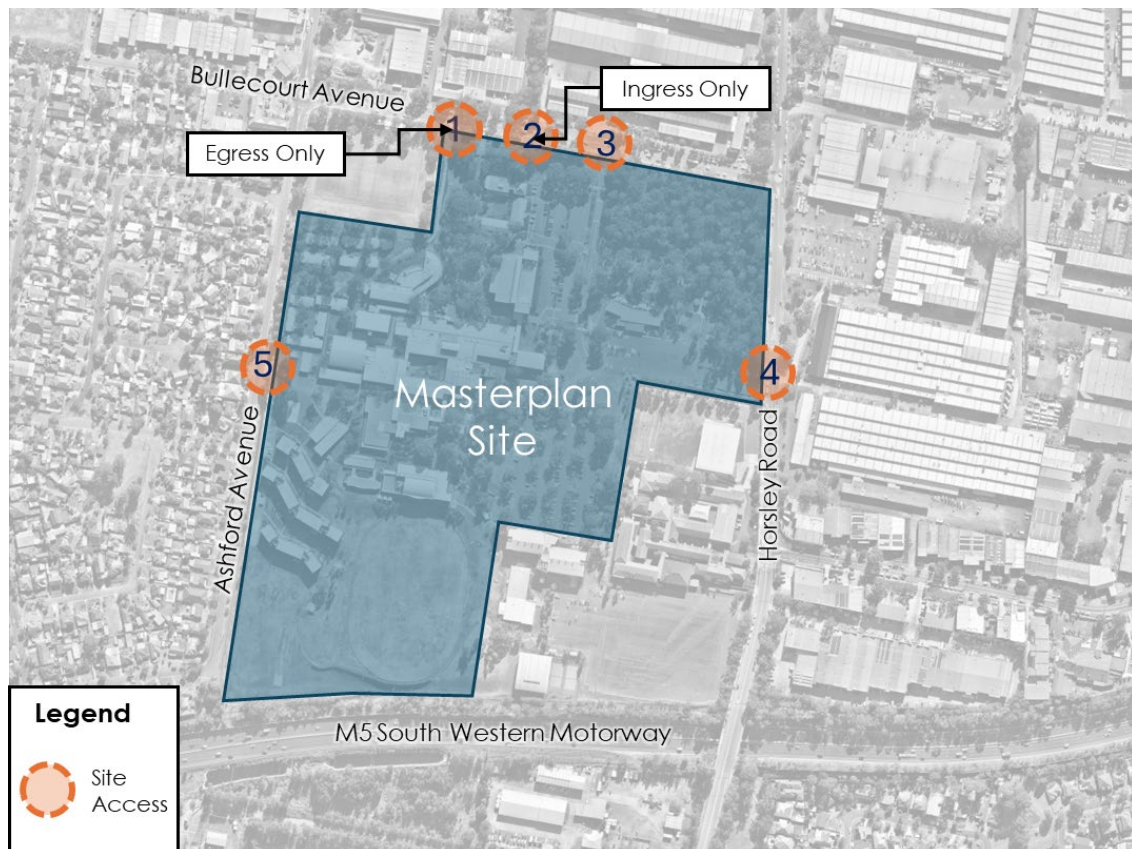 Bullecourt Avenue
Ingress Only
Egress Only
1
2
3
4
5
Masterplan
Site
Ashford Avenue
Horsley Road
M5 South Western Motorway
Legend
Site
Access